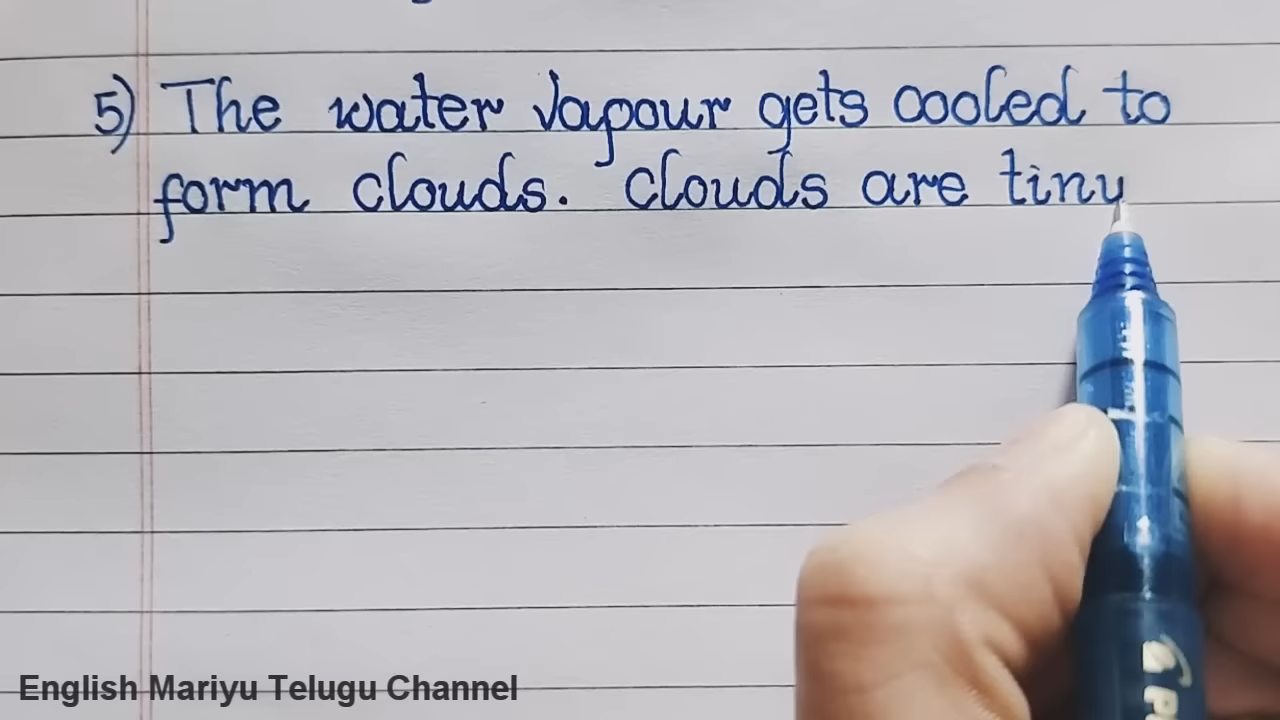 5) The water vapour gets cooled to
form clouds. Clouds are tiny
English Mariyu Telugu Channel